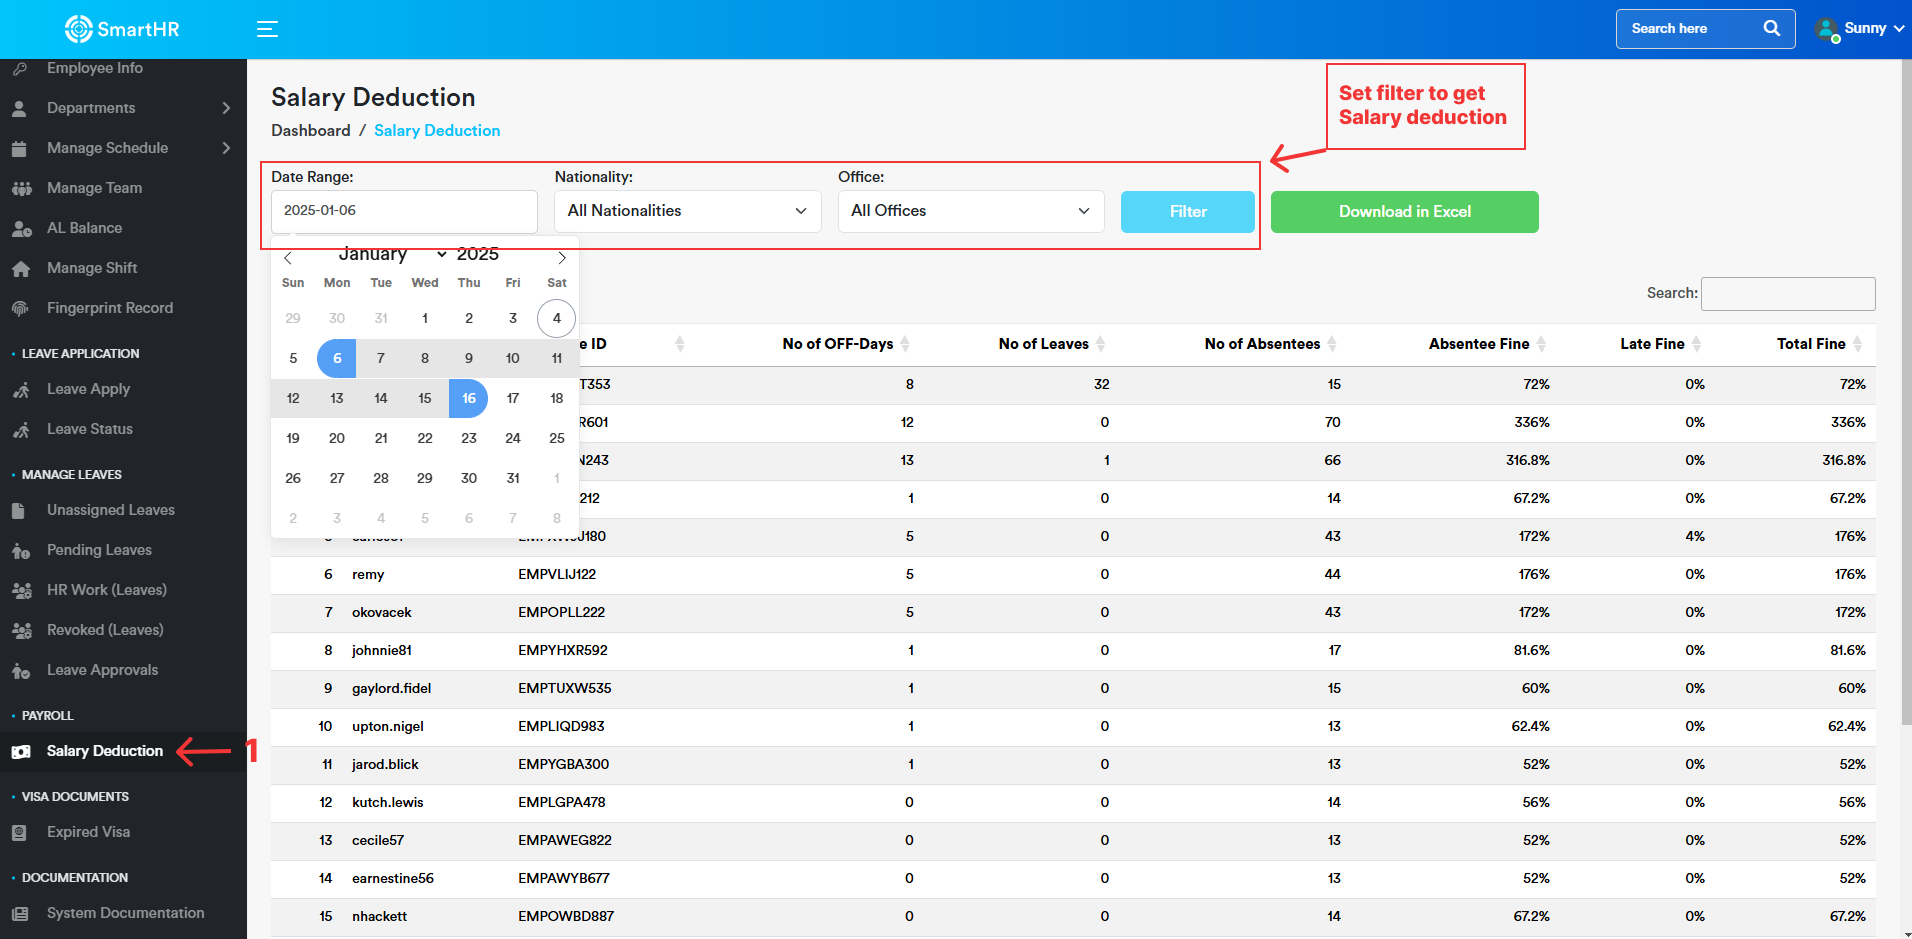 SmartHR
Search here
Sunny
Employee Info
Departments
Manage Schedule
Manage Team
AL Balance
Manage Shift
Fingerprint Record
LEAVE APPLICATION
Leave Apply
Leave Status
MANAGE LEAVES
Unassigned Leaves
Pending Leaves
HR Work (Leaves)
Revoked (Leaves)
Leave Approvals
PAYROLL
Salary Deduction
1
VISA DOCUMENTS
Expired Visa
DOCUMENTATION
System Documentation
Salary Deduction
Dashboard / Salary Deduction
Set filter to get
Salary deduction
Date Range: Nationality: Office:
2025-01-06 All Nationalities All Offices Filter Download in Excel
January 2025
Sun Mon Tue Wed Thu Fri Sat
29 30 31 1 2 3 4
5 6 7 8 9 10 11
12 13 14 15 16 17 18
19 20 21 22 23 24 25
26 27 28 29 30 31 1
2 3 4 5 6 7 8
Search:
e ID No of OFF-Days No of Leaves No of Absentees Absentee Fine Late Fine Total Fine
T353 8 32 15 72% 0% 72%
R601 12 0 70 336% 0% 336%
N243 13 1 66 316.8% 0% 316.8%
212 1 0 14 67.2% 0% 67.2%
J180 5 0 43 172% 4% 176%
6 remy EMPVLIJ122 5 0 44 176% 0% 176%
7 okovacek EMPOPLL222 5 0 43 172% 0% 172%
8 johnnie81 EMPYHXR592 1 0 17 81.6% 0% 81.6%
9 gaylord.fidel EMPTUXW535 1 0 15 60% 0% 60%
10 upton.nigel EMPLIQD983 1 0 13 62.4% 0% 62.4%
11 jarod.blick EMPYGBA300 1 0 13 52% 0% 52%
12 kutch.lewis EMPLGPA478 0 0 14 56% 0% 56%
13 cecile57 EMPAWEG822 0 0 13 52% 0% 52%
14 earnestine56 EMPAWYB677 0 0 13 52% 0% 52%
15 nhackett EMPOWBD887 0 0 14 67.2% 0% 67.2%